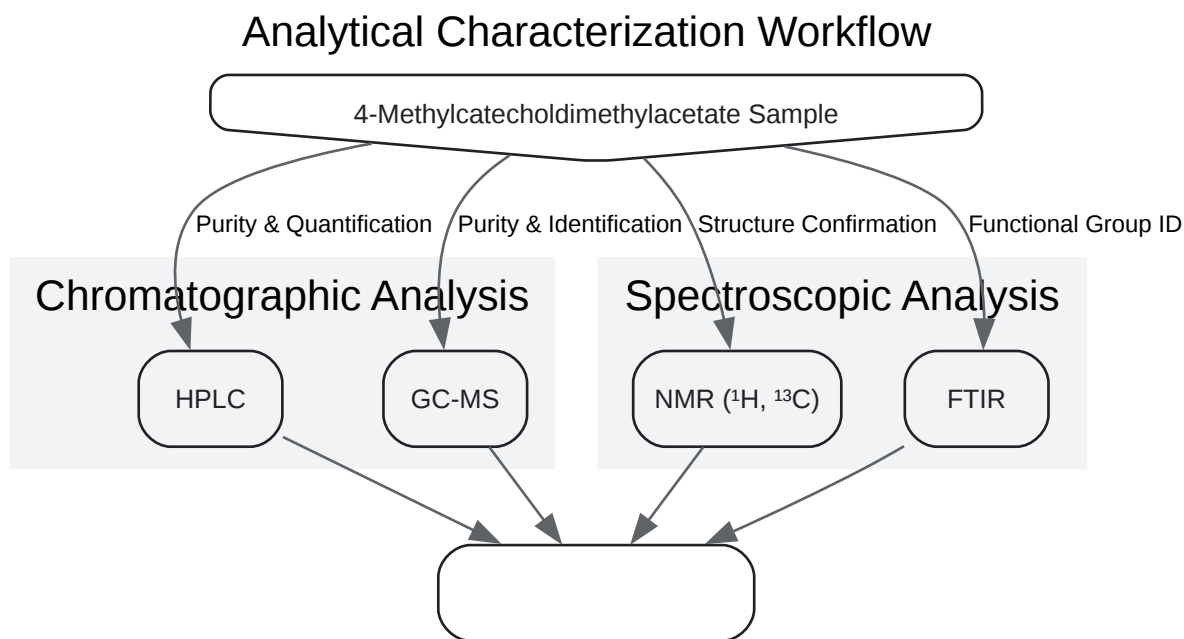 Analytical Characterization Workflow
4-Methylcatecholdimethylacetate Sample
Purity & Quantification
Purity & Identification
Structure Confirmation
Functional Group ID
Chromatographic Analysis
Spectroscopic Analysis
HPLC
GC-MS
NMR (¹H, ¹³C)
FTIR